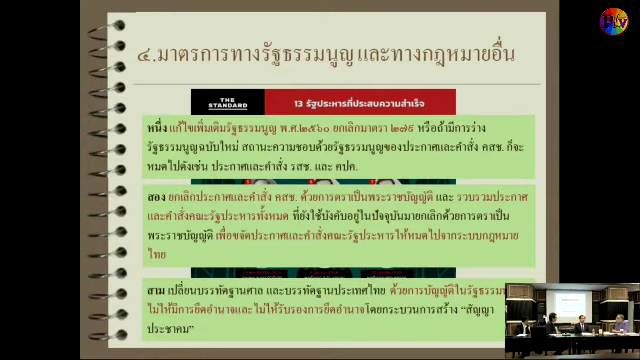 ๔.มาตรการทางรัฐธรรมนูญ และทางกฎหมายอื่น
THE STANDARD
13 รัฐประหารที่ประสบความสำเร็จ
หนึ่ง แก้ไขเพิ่มเติมรัฐธรรมนูญ พ.ศ.๒๕๖๐ ยกเลิกมาตรา ๒๗๙ หรือถ้ามีการร่าง
รัฐธรรมนูญฉบับใหม่ สถานะความชอบด้วยรัฐธรรมนูญของประกาศและคำสั่ง คสช. ก็จะ
หมดไปดังเช่น ประกาศและคำสั่ง รสช. และ คปค.
สอง ยกเลิกประกาศและคำสั่ง คสช. ด้วยการตราเป็นพระราชบัญญัติ และ รวบรวมประกาศ
และคำสั่งคณะรัฐประหารทั้งหมด ที่ยังใช้บังคับอยู่ในปัจจุบันมายกเลิกด้วยการตราเป็น
พระราชบัญญัติ เพื่อขจัดประกาศและคำสั่งคณะรัฐประหารให้หมดไปจากระบบกฎหมาย
ไทย
สาม เปลี่ยนบรรทัดฐานศาล และบรรทัดฐานประเทศไทย ด้วยการบัญญัติในรัฐธรรม
ไม่ให้มีการยึดอำนาจและ ไม่ให้รับรองการยึดอำนาจ โดยกระบวนการสร้าง “สัญญา
ประชาคม”